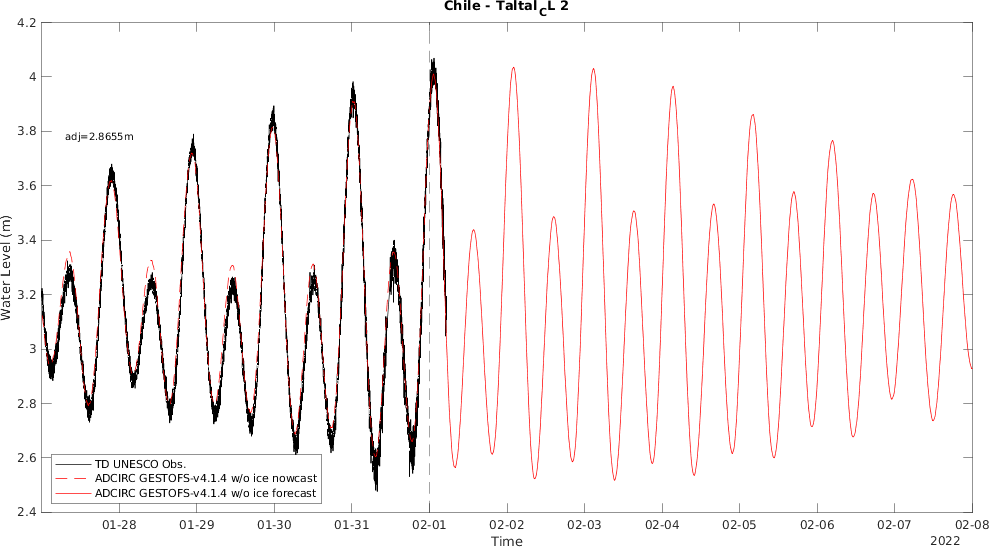 Chile - Taltal_CL 2
4.2
4
3.8
3.6
3.4
3.2
3
2.8
2.6
2.4
Water Level (m)
adj=2.8655m
TD UNESCO Obs.
ADCIRC GESTOFS-v4.1.4 w/o ice nowcast
ADCIRC GESTOFS-v4.1.4 w/o ice forecast
01-28 01-29 01-30 01-31 02-01 02-02 02-03 02-04 02-05 02-06 02-07 02-08
Time
2022